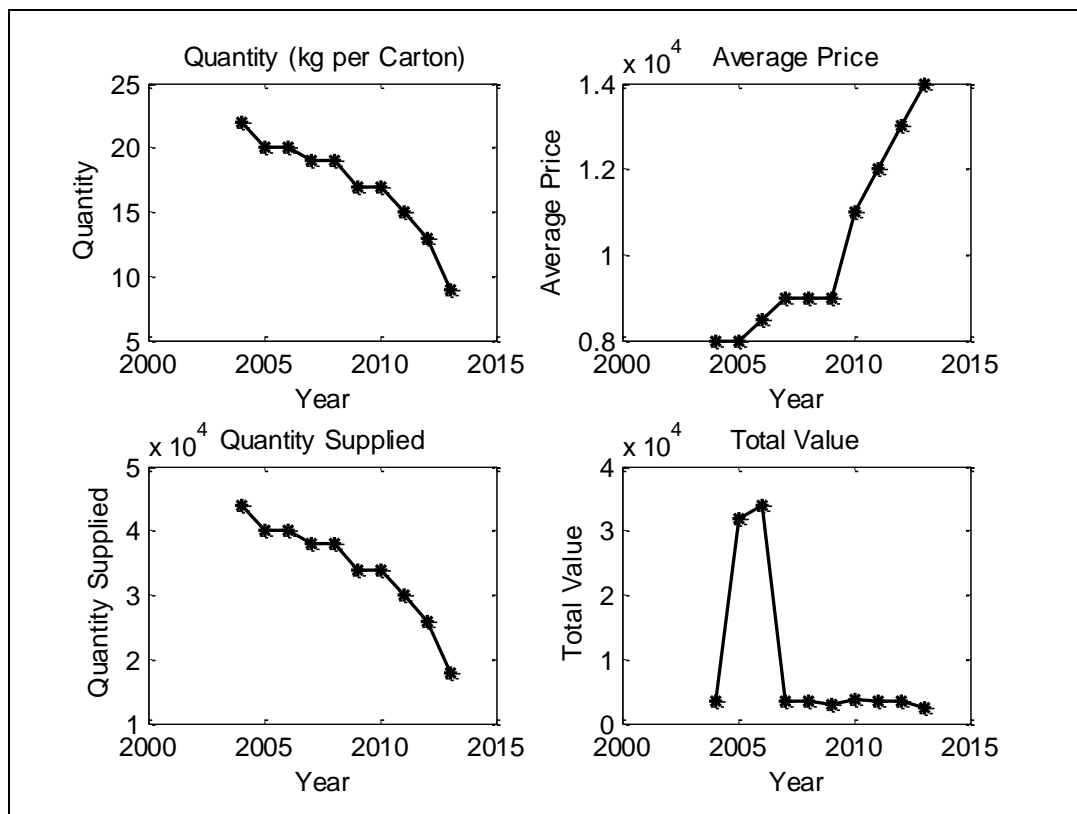 Quantity (kg per Carton)
25
20
15
10
5
2000 2005 2010 2015
Quantity
Year
x 10^4
Average Price
1.4
1.2
1
0.8
2000 2005 2010 2015
Average Price
Year
x 10^4
Quantity Supplied
5
4
3
2
1
2000 2005 2010 2015
Quantity Supplied
Year
x 10^4
Total Value
4
3
2
1
0
2000 2005 2010 2015
Total Value
Year